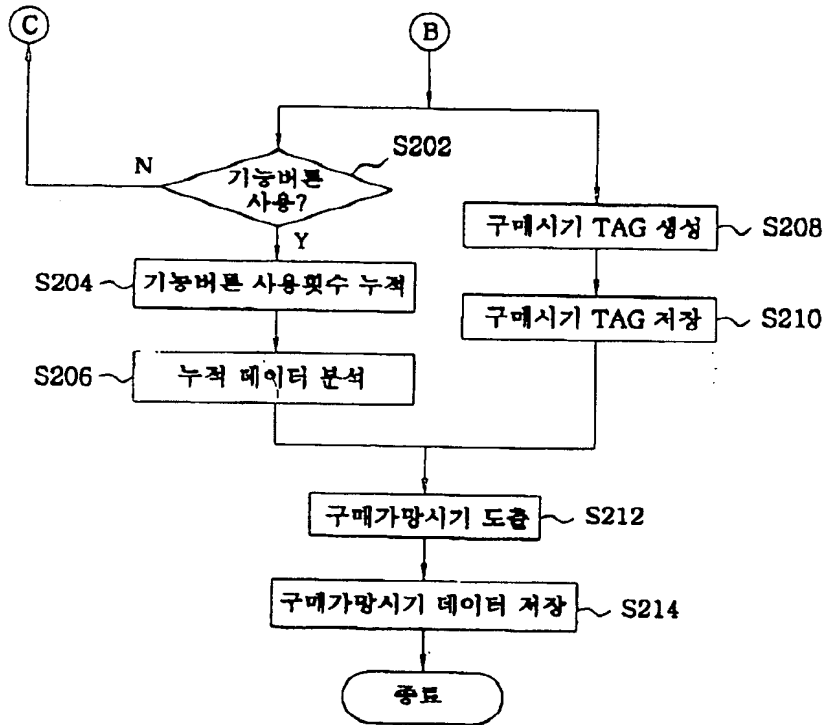 C
B
N
S202
기능버튼
사용?
Y
S204
기능버튼 사용횟수 누적
S206
누적 데이터 분석
구매시기 TAG 생성
S208
구매시기 TAG 저장
S210
구매가망시기 도출
S212
구매가망시기 데이터 저장
S214
종료